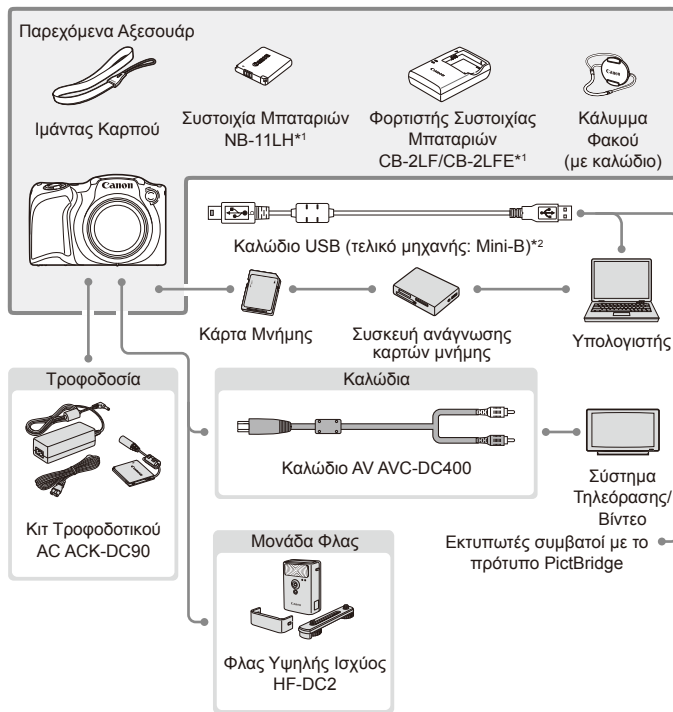 Παρεχόμενα Αξεσουάρ
Ιμάντας Καρπού
Συστοιχία Μπαταριών
NB-11LH*1
Φορτιστής Συστοιχίας
Μπαταριών
CB-2LF/CB-2LFE*1
Κάλυμμα
Φακού
(με καλώδιο)
Canon
Καλώδιο USB (τελικό μηχανής: Mini-B)*2
Κάρτα Μνήμης
Συσκευή ανάγνωσης
καρτών μνήμης
Υπολογιστής
Τροφοδοσία
Κιτ Τροφοδοτικού
AC ACK-DC90
Καλώδια
Καλώδιο AV AVC-DC400
Σύστημα
Τηλεόρασης/
Βίντεο
Εκτυπωτές συμβατοί με το
πρότυπο PictBridge
Μονάδα Φλας
Canon
Φλας Υψηλής Ισχύος
HF-DC2